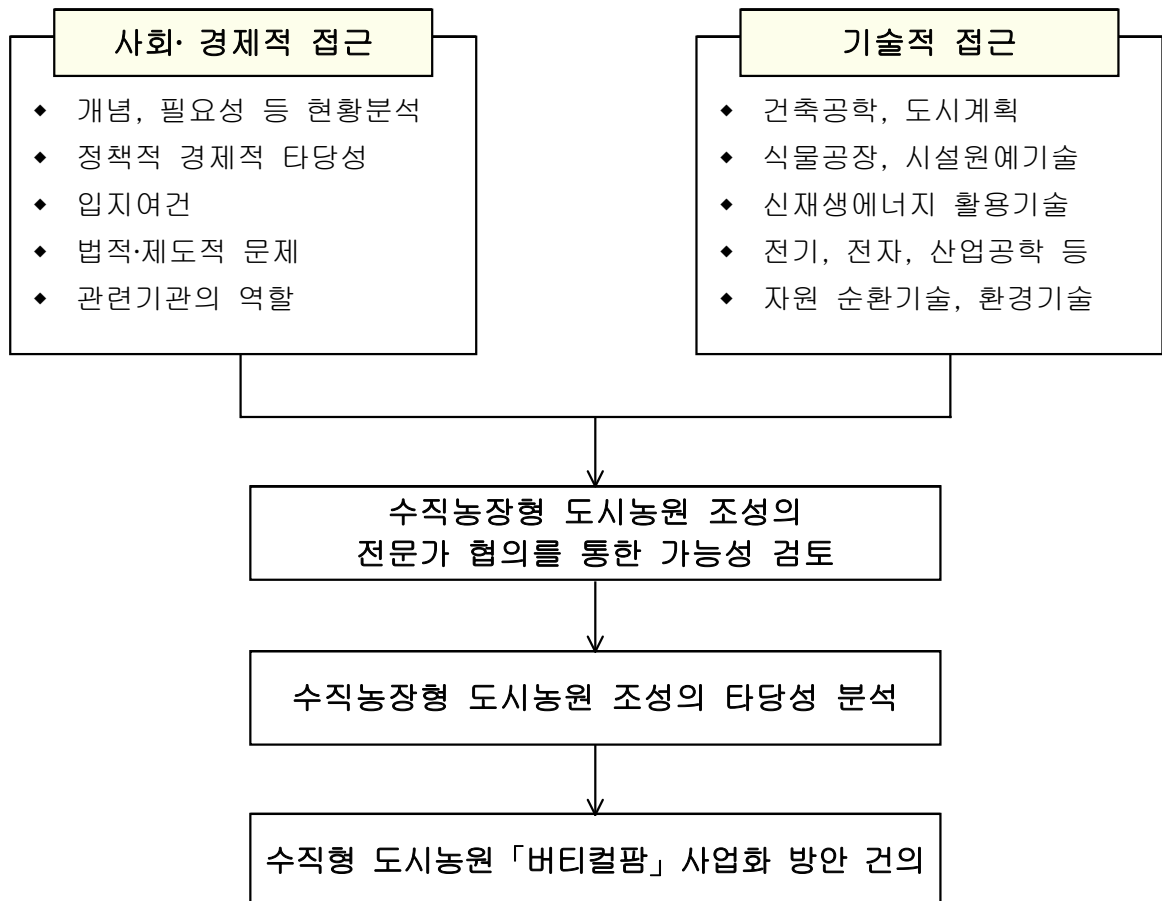 사회· 경제적 접근
◆ 개념, 필요성 등 현황분석
◆ 정책적 경제적 타당성
◆ 입지여건
◆ 법적·제도적 문제
◆ 관련기관의 역할
기술적 접근
◆ 건축공학, 도시계획
◆ 식물공장, 시설원예기술
◆ 신재생에너지 활용기술
◆ 전기, 전자, 산업공학 등
◆ 자원 순환기술, 환경기술
수직농장형 도시농원 조성의
전문가 협의를 통한 가능성 검토
수직농장형 도시농원 조성의 타당성 분석
수직형 도시농원「버티컬팜」사업화 방안 건의